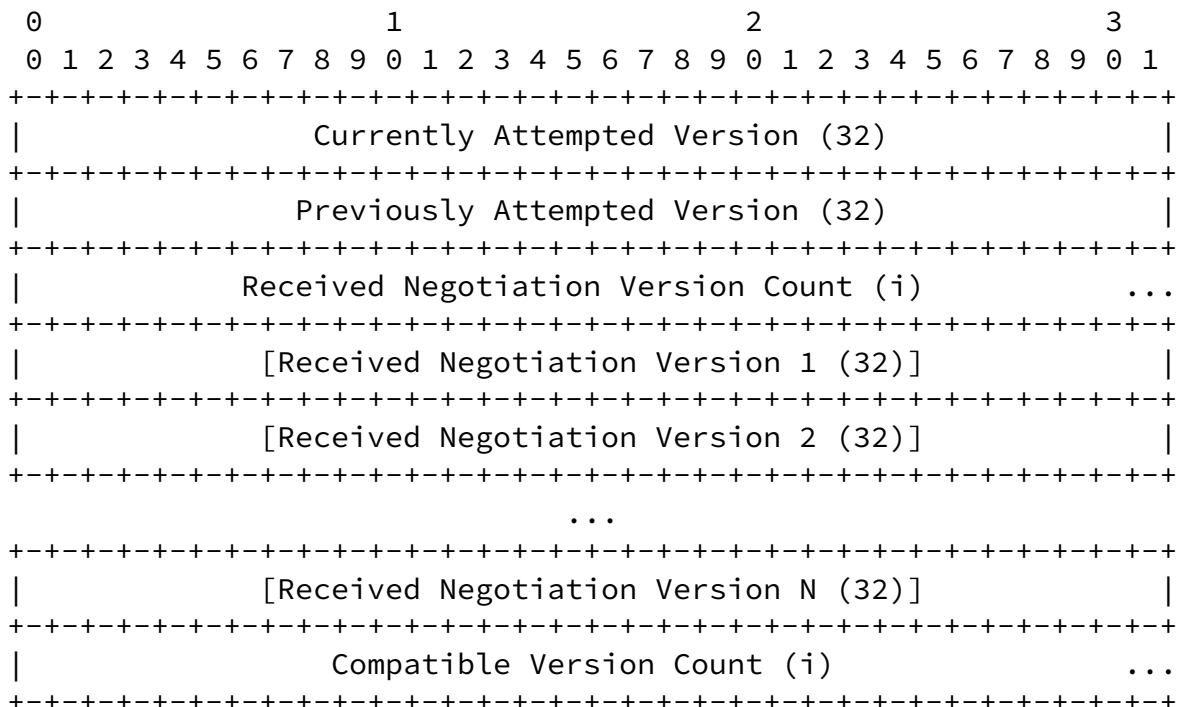 0                   1                   2                   3
 0 1 2 3 4 5 6 7 8 9 0 1 2 3 4 5 6 7 8 9 0 1 2 3 4 5 6 7 8 9 0 1
+-+-+-+-+-+-+-+-+-+-+-+-+-+-+-+-+-+-+-+-+-+-+-+-+-+-+-+-+-+-+-+-+
|                Currently Attempted Version (32)               |
+-+-+-+-+-+-+-+-+-+-+-+-+-+-+-+-+-+-+-+-+-+-+-+-+-+-+-+-+-+-+-+-+
|               Previously Attempted Version (32)               |
+-+-+-+-+-+-+-+-+-+-+-+-+-+-+-+-+-+-+-+-+-+-+-+-+-+-+-+-+-+-+-+-+
|            Received Negotiation Version Count (i)           ...
+-+-+-+-+-+-+-+-+-+-+-+-+-+-+-+-+-+-+-+-+-+-+-+-+-+-+-+-+-+-+-+-+
|             [Received Negotiation Version 1 (32)]             |
+-+-+-+-+-+-+-+-+-+-+-+-+-+-+-+-+-+-+-+-+-+-+-+-+-+-+-+-+-+-+-+-+
|             [Received Negotiation Version 2 (32)]             |
+-+-+-+-+-+-+-+-+-+-+-+-+-+-+-+-+-+-+-+-+-+-+-+-+-+-+-+-+-+-+-+-+
                               ...
+-+-+-+-+-+-+-+-+-+-+-+-+-+-+-+-+-+-+-+-+-+-+-+-+-+-+-+-+-+-+-+-+
|             [Received Negotiation Version N (32)]             |
+-+-+-+-+-+-+-+-+-+-+-+-+-+-+-+-+-+-+-+-+-+-+-+-+-+-+-+-+-+-+-+-+
|                 Compatible Version Count (i)                ...
+-+-+-+-+-+-+-+-+-+-+-+-+-+-+-+-+-+-+-+-+-+-+-+-+-+-+-+-+-+-+-+-+